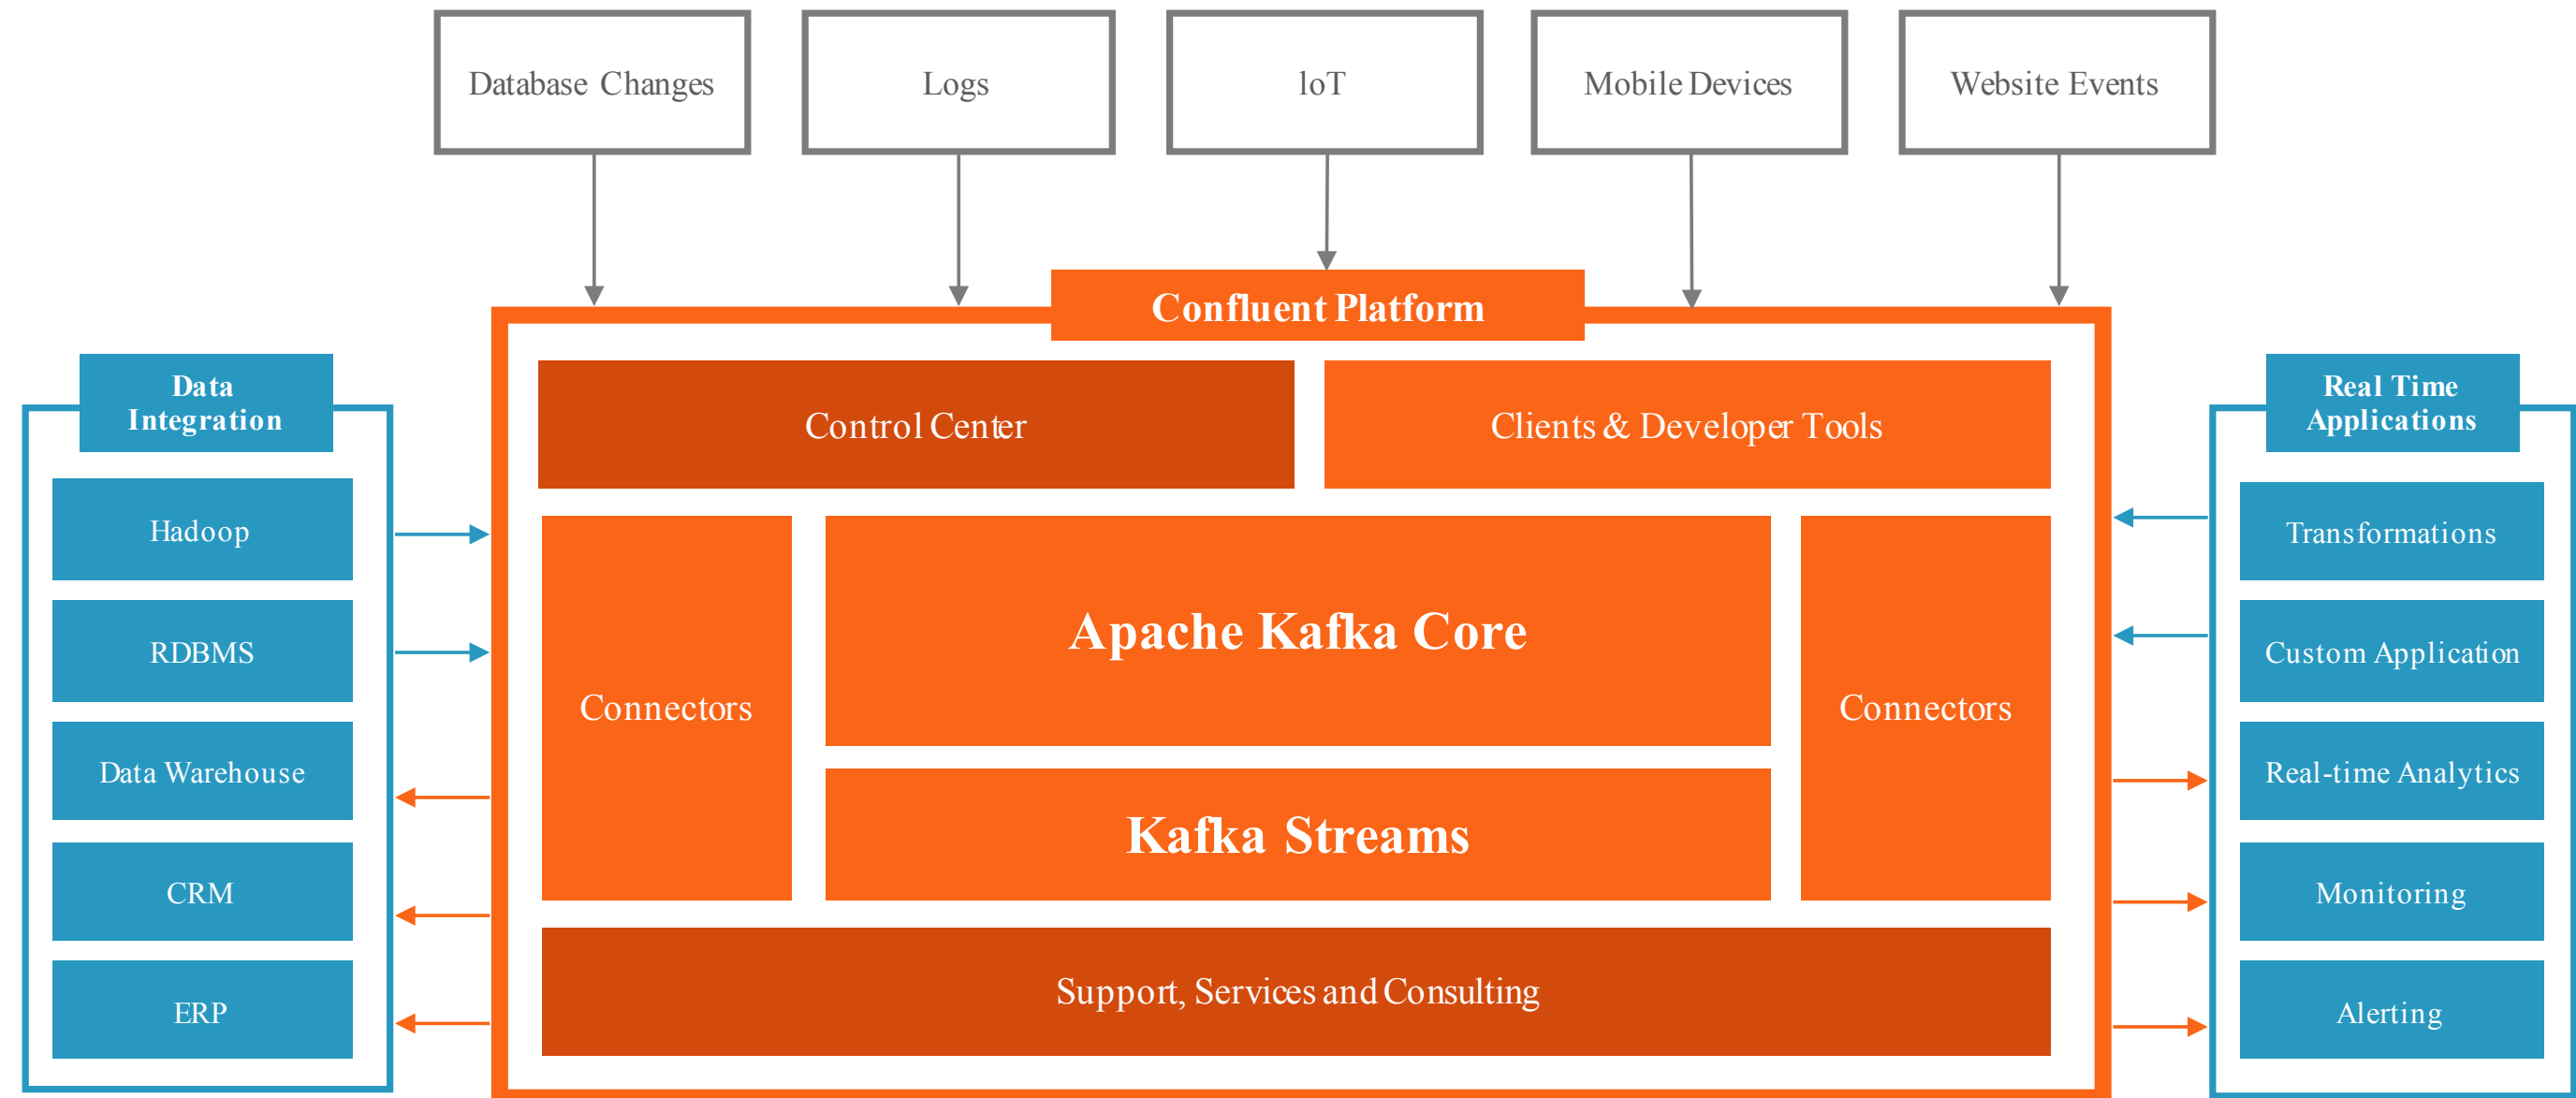 Database Changes
Logs
loT
Mobile Devices
Website Events
Confluent Platform
Data
Integration
Hadoop
RDBMS
Data Warehouse
CRM
ERP
Control Center
Clients & Developer Tools
Connectors
Apache Kafka Core
Kafka Streams
Connectors
Support, Services and Consulting
Real Time
Applications
Transformations
Custom Application
Real-time Analytics
Monitoring
Alerting